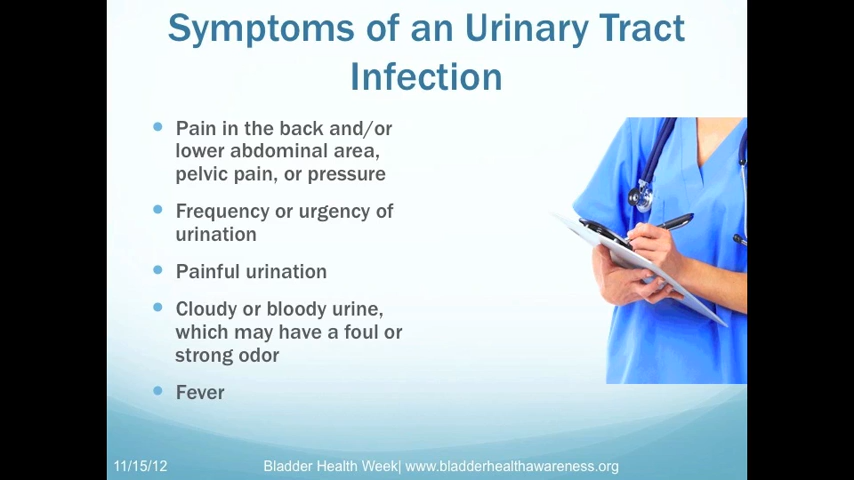 Symptoms of an Urinary Tract
Infection
Pain in the back and/or
lower abdominal area,
pelvic pain, or pressure
Frequency or urgency of
urination
Painful urination
Cloudy or bloody urine,
which may have a foul or
strong odor
Fever
11/15/12
Bladder Health Week| www.bladderhealthawareness.org